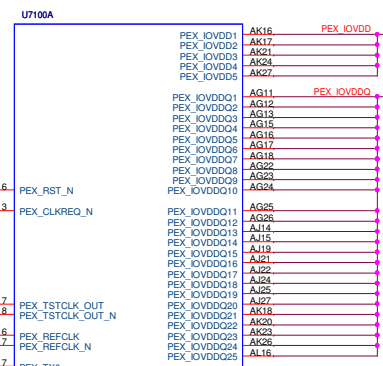 U7100A
PEX_IOVDD1 AK16 PEX_IOVDD
PEX_IOVDD2 AK17
PEX_IOVDD3 AK21
PEX_IOVDD4 AK24
PEX_IOVDD5 AK27
PEX_IOVDDQ1 AG11 PEX_IOVDDQ
PEX_IOVDDQ2 AG12
PEX_IOVDDQ3 AG13
PEX_IOVDDQ4 AG15
PEX_IOVDDQ5 AG16
PEX_IOVDDQ6 AG17
PEX_IOVDDQ7 AG18
PEX_IOVDDQ8 AG22
PEX_IOVDDQ9 AG23
6 PEX_RST_N PEX_IOVDDQ10 AG24
3 PEX_CLKREQ_N PEX_IOVDDQ11 AG25
PEX_IOVDDQ12 AG26
PEX_IOVDDQ13 AJ14
PEX_IOVDDQ14 AJ15
PEX_IOVDDQ15 AJ19
PEX_IOVDDQ16 AJ21
PEX_IOVDDQ17 AJ22
PEX_IOVDDQ18 AJ24
PEX_IOVDDQ19 AJ25
7 PEX_TSTCLK_OUT PEX_IOVDDQ20 AJ27
8 PEX_TSTCLK_OUT_N PEX_IOVDDQ21 AK18
PEX_IOVDDQ22 AK20
6 PEX_REFCLK PEX_IOVDDQ23 AK23
7 PEX_REFCLK_N PEX_IOVDDQ24 AK26
PEX_IOVDDQ25 AL16
7